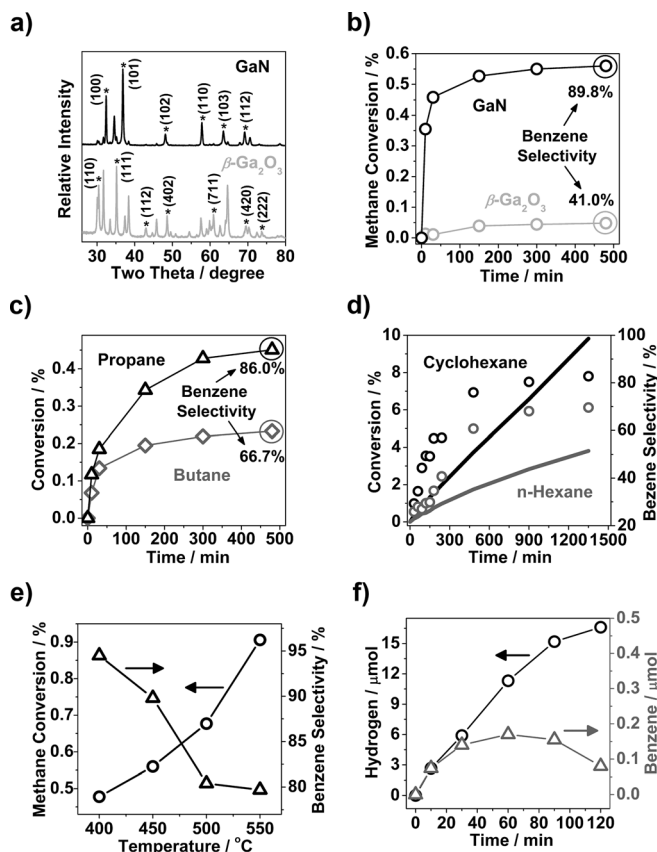 a)
GaN
(100)
*
(101)
*
(102)
*
(110)
*
(103)
*
(112)
*
β-Ga2O3
(110)
*
(111)
*
(112)
*
(402)
*
(711)
*
(420)
*
(222)
*
Relative Intensity
30 40 50 60 70 80
Two Theta / degree
b)
0.6
0.5
0.4
0.3
0.2
0.1
0.0
Methane Conversion / %
GaN
89.8%
Benzene
Selectivity
β-Ga2O3
41.0%
0 100 200 300 400 500
Time / min
c)
0.4
0.3
0.2
0.1
0.0
Conversion / %
Propane
86.0%
Benzene
Selectivity
66.7%
Butane
0 100 200 300 400 500
Time / min
d)
10
8
6
4
2
0
Conversion / %
Cyclohexane
n-Hexane
100
80
60
40
20
Bezene Selectivity / %
0 300 600 900 1200 1500
Time / min
e)
0.9
0.8
0.7
0.6
0.5
Methane Conversion / %
95
90
85
80
Benzene Selectivity / %
400 450 500 550
Temperature / °C
f)
15
12
9
6
3
0
Hydrogen / μmol
0.5
0.4
0.3
0.2
0.1
0.0
Benzene / μmol
0 20 40 60 80 100 120
Time / min